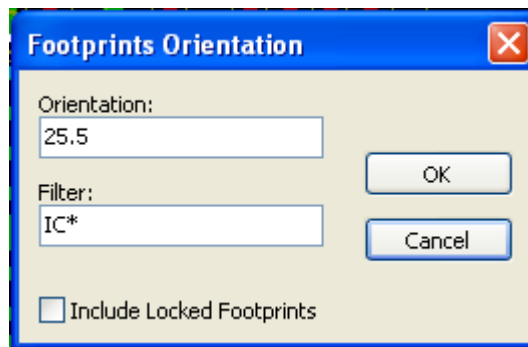 Footprints Orientation
Orientation:
25.5
OK
Filter:
IC*
Cancel
Include Locked Footprints